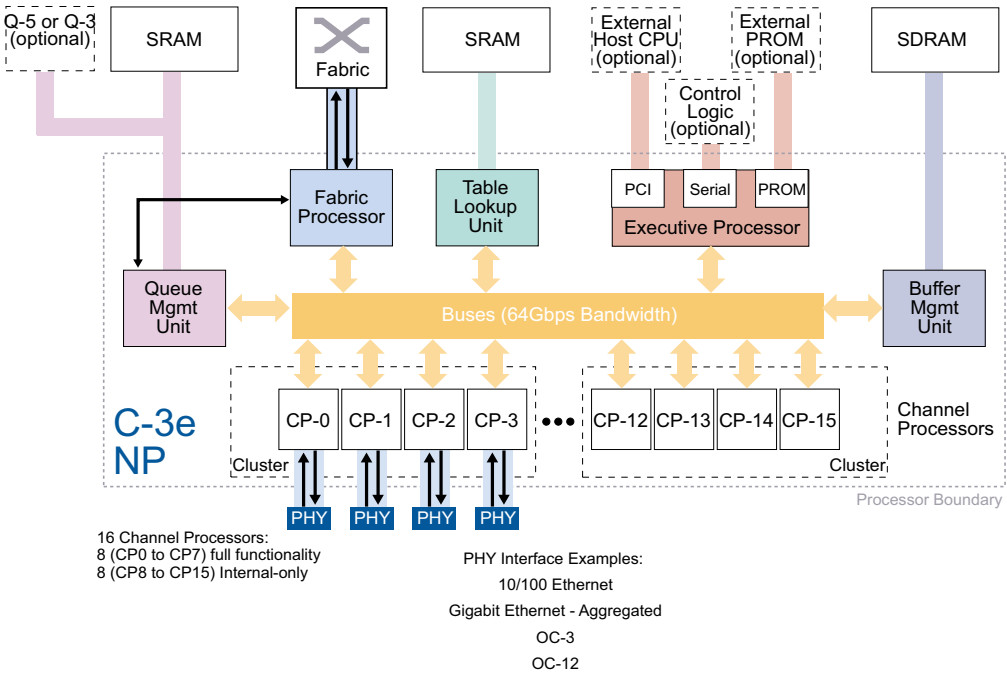 Q-5 or Q-3
(optional)
SRAM
Fabric
SRAM
External
Host CPU
(optional)
External
PROM
(optional)
SDRAM
Control
Logic
(optional)
Fabric
Processor
Table
Lookup
Unit
PCI
Serial
PROM
Executive Processor
Queue
Mgmt
Unit
Buses (64Gbps Bandwidth)
Buffer
Mgmt
Unit
C-3e
NP
CP-0
CP-1
CP-2
CP-3
CP-12
CP-13
CP-14
CP-15
Channel
Processors
Cluster
Cluster
Processor Boundary
PHY
PHY
PHY
PHY
16 Channel Processors:
8 (CP0 to CP7) full functionality
8 (CP8 to CP15) Internal-only
PHY Interface Examples:
10/100 Ethernet
Gigabit Ethernet - Aggregated
OC-3
OC-12